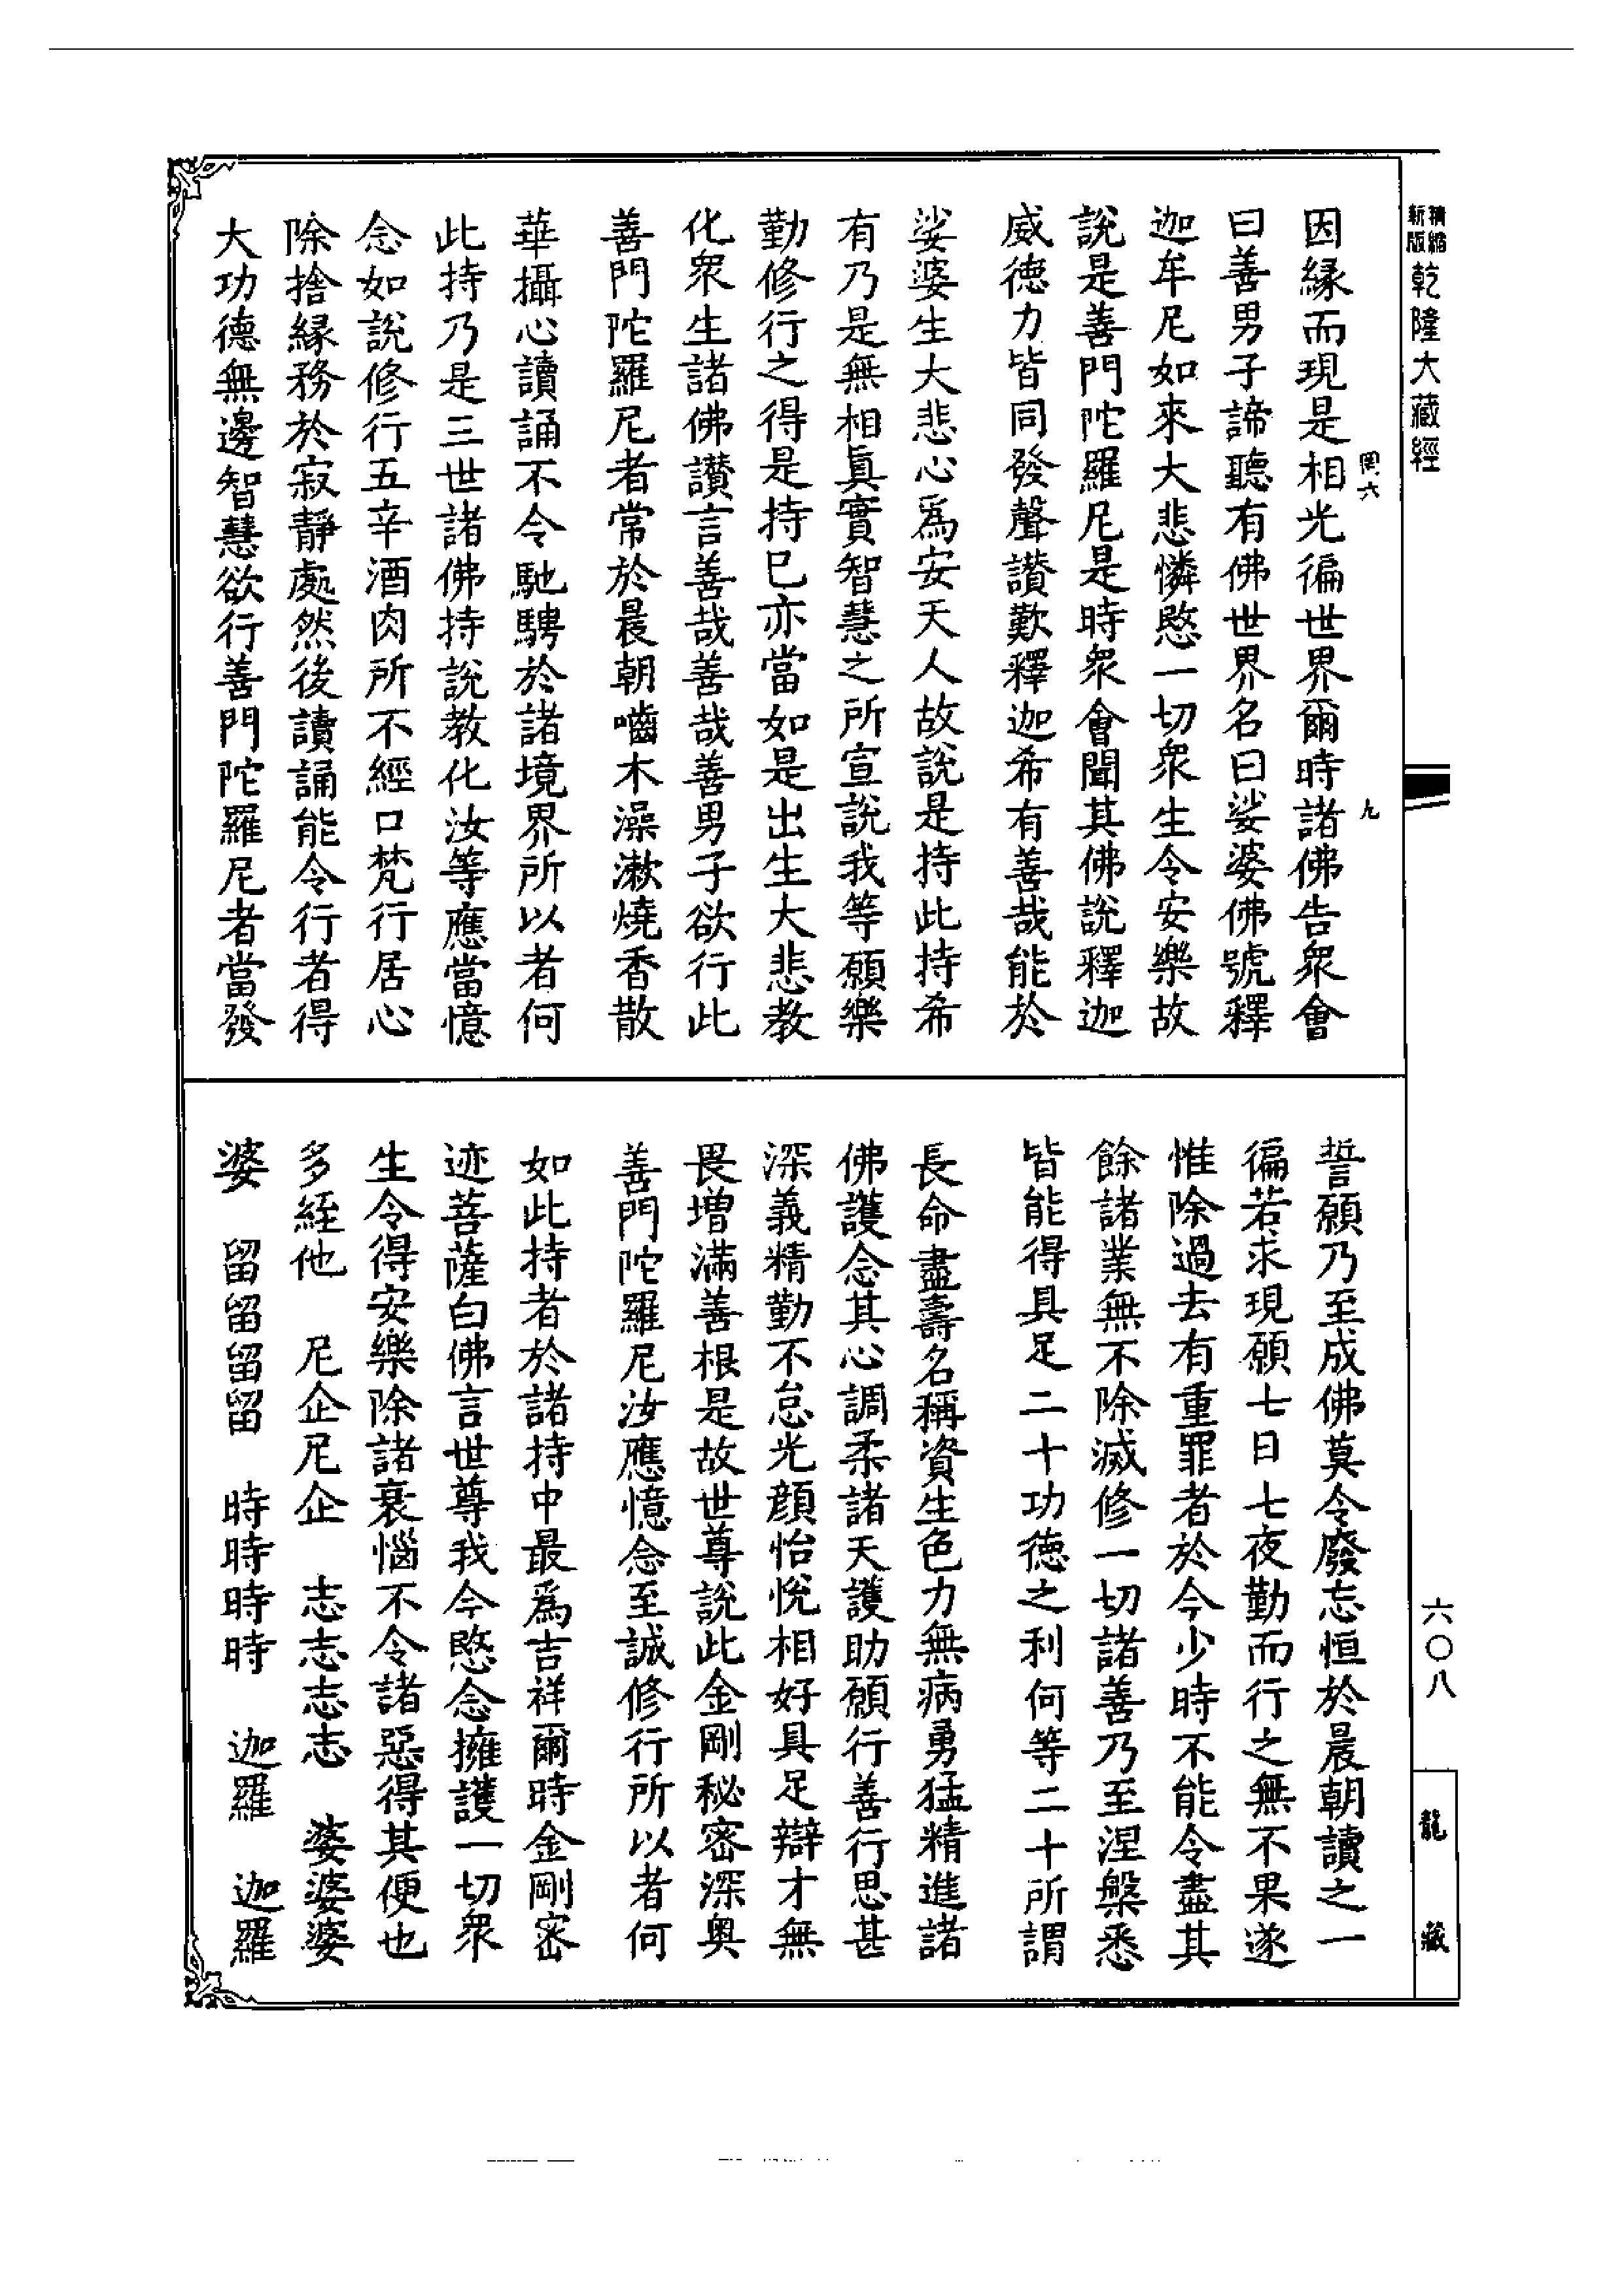 精縮新版 乾隆大藏經
罔六 九
因縁而現是相光徧世界爾時諸佛告衆會
曰善男子諦聽有佛世界名曰娑婆佛號釋
迦牟尼如來大悲憐愍一切衆生令安樂故
說是善門陀羅尼是時衆會聞其佛說釋迦
威德力皆同發聲讃歎釋迦希有善哉能於
娑婆生大悲心爲安天人故說是持此持希
有乃是無相眞實智慧之所宣說我等願樂
勤修行之得是持已亦當如是出生大悲教
化衆生諸佛讃言善哉善哉善男子欲行此
善門陀羅尼者常於晨朝嚼木澡漱燒香散
華攝心讀誦不令馳騁於諸境界所以者何
此持乃是三世諸佛持說教化汝等應當憶
念如說修行五辛酒肉所不經口梵行居心
除捨縁務於寂靜處然後讀誦能令行者得
大功德無邊智慧欲行善門陀羅尼者當發
誓願乃至成佛莫令廢忘恒於晨朝讀之一
徧若求現願七日七夜勤而行之無不果遂
惟除過去有重罪者於今少時不能令盡其
餘諸業無不除滅修一切諸善乃至涅槃悉
皆能得具足二十功德之利何等二十所謂
長命盡壽名稱資生色力無病勇猛精進諸
佛護念其心調柔諸天護助願行善行思甚
深義精勤不怠光顏怡悅相好具足辯才無
畏增滿善根是故世尊說此金剛秘密深奧
善門陀羅尼汝應憶念至誠修行所以者何
如此持者於諸持中最爲吉祥爾時金剛密
迹菩薩白佛言世尊我今愍念擁護一切衆
生令得安樂除諸衰惱不令諸惡得其便也
多絰他　尼企尼企　志志志志　婆婆婆
婆　留留留留　時時時時　迦羅　迦羅
六〇八
龍藏